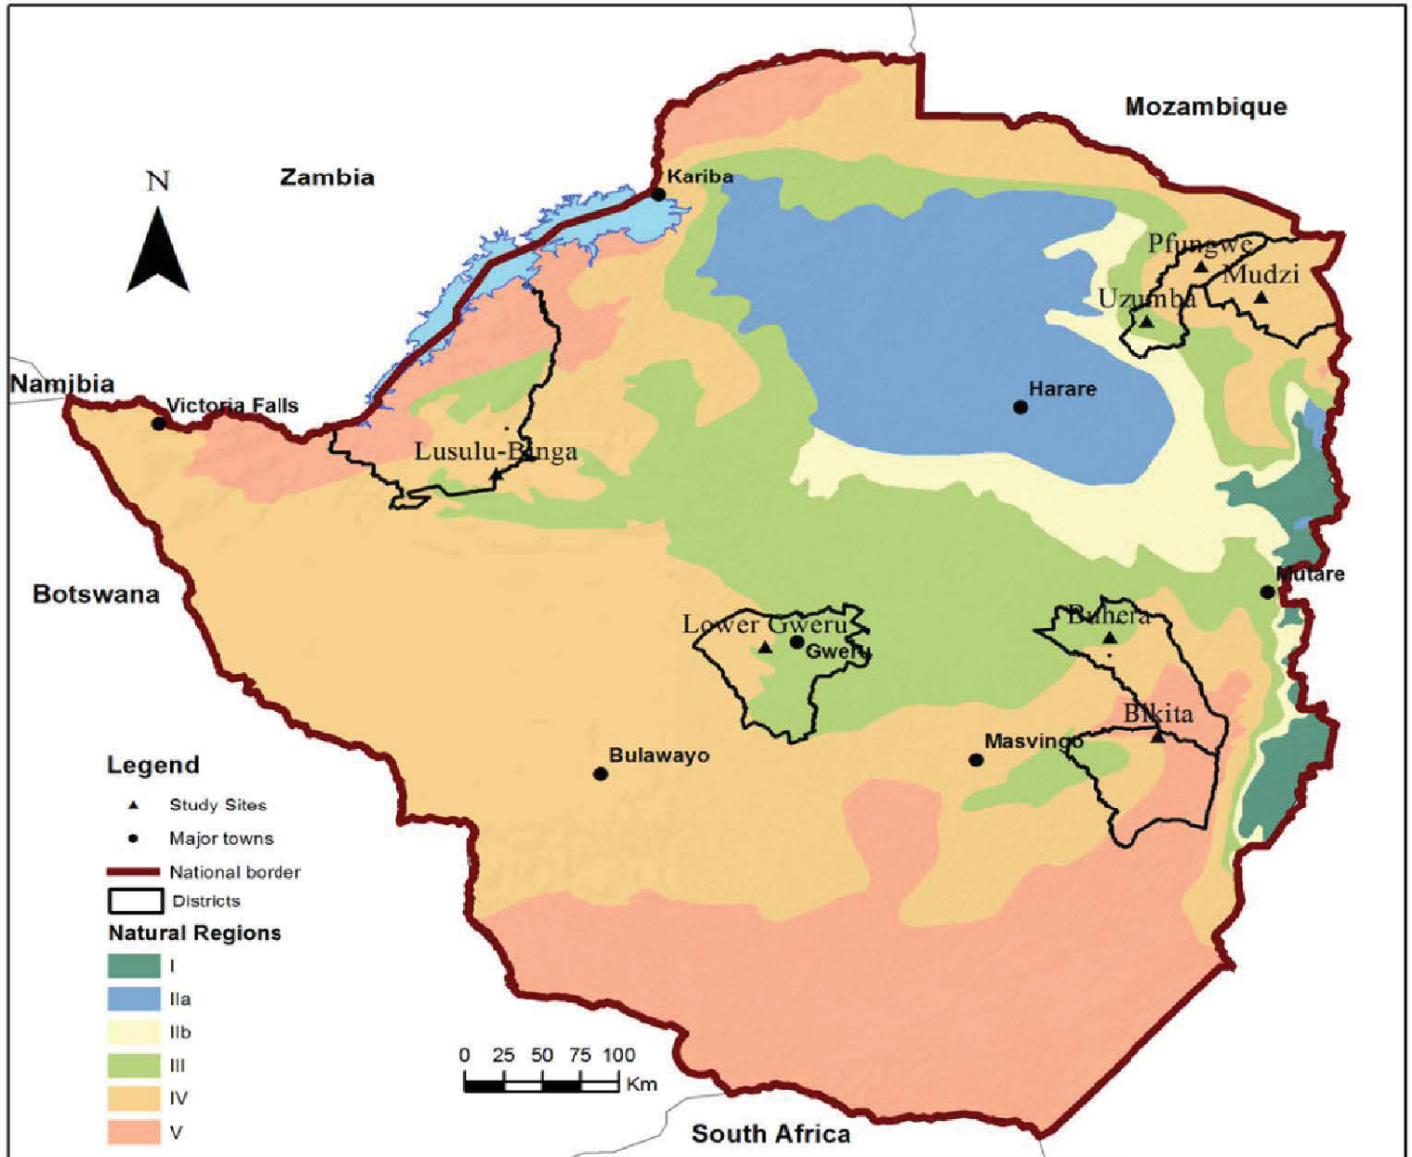 Mozambique
Zambia
N
Kariba
Pfungwe
Mudzi
Uzumba
Namibia
Victoria Falls
Harare
Lusulu-Binga
Botswana
Mutare
Buhera
Lower Gweru
Gweru
Bikita
Masvingo
Bulawayo
Legend
Study Sites
Major towns
National border
Districts
Natural Regions
I
IIa
IIb
III
IV
V
0 25 50 75 100
Km
South Africa